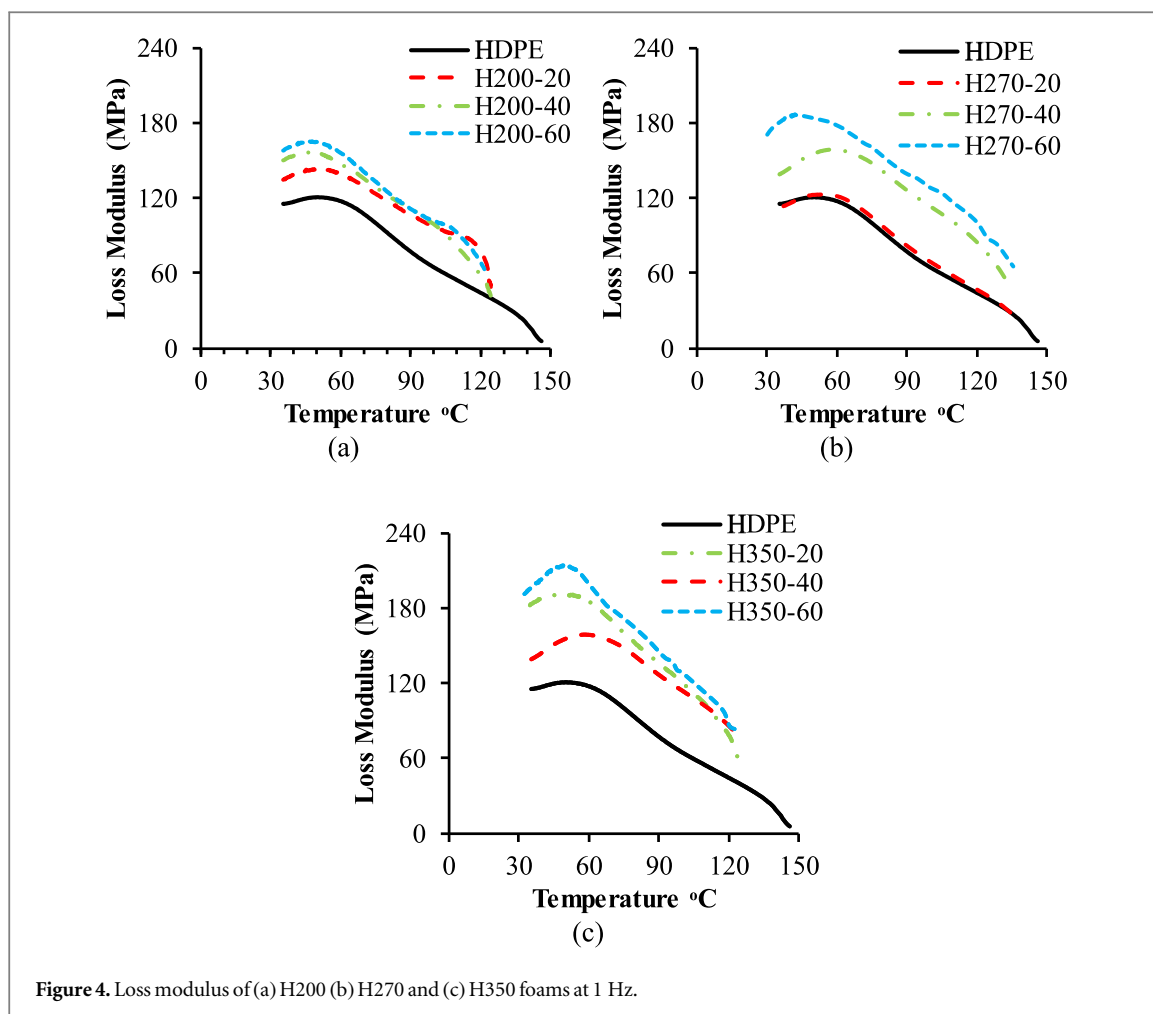 240
180
120
60
0
Loss Modulus (MPa)
HDPE
H200-20
H200-40
H200-60
0 30 60 90 120 150
Temperature °C
(a)
240
180
120
60
0
Loss Modulus (MPa)
HDPE
H270-20
H270-40
H270-60
0 30 60 90 120 150
Temperature °C
(b)
240
180
120
60
0
Loss Modulus (MPa)
HDPE
H350-20
H350-40
H350-60
0 30 60 90 120 150
Temperature °C
(c)
Figure 4. Loss modulus of (a) H200 (b) H270 and (c) H350 foams at 1 Hz.